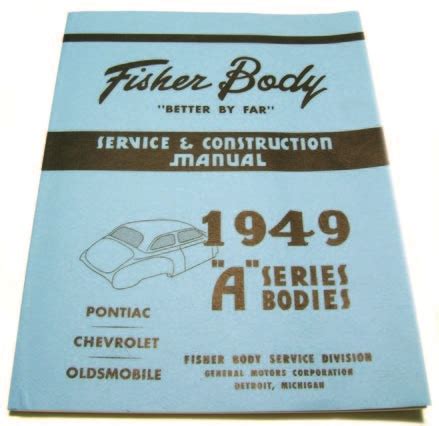 Fisher Body
"BETTER BY FAR"
SERVICE & CONSTRUCTION
MANUAL
1949
"A" SERIES
BODIES
PONTIAC
CHEVROLET
OLDSMOBILE
FISHER BODY SERVICE DIVISION
GENERAL MOTORS CORPORATION
DETROIT, MICHIGAN